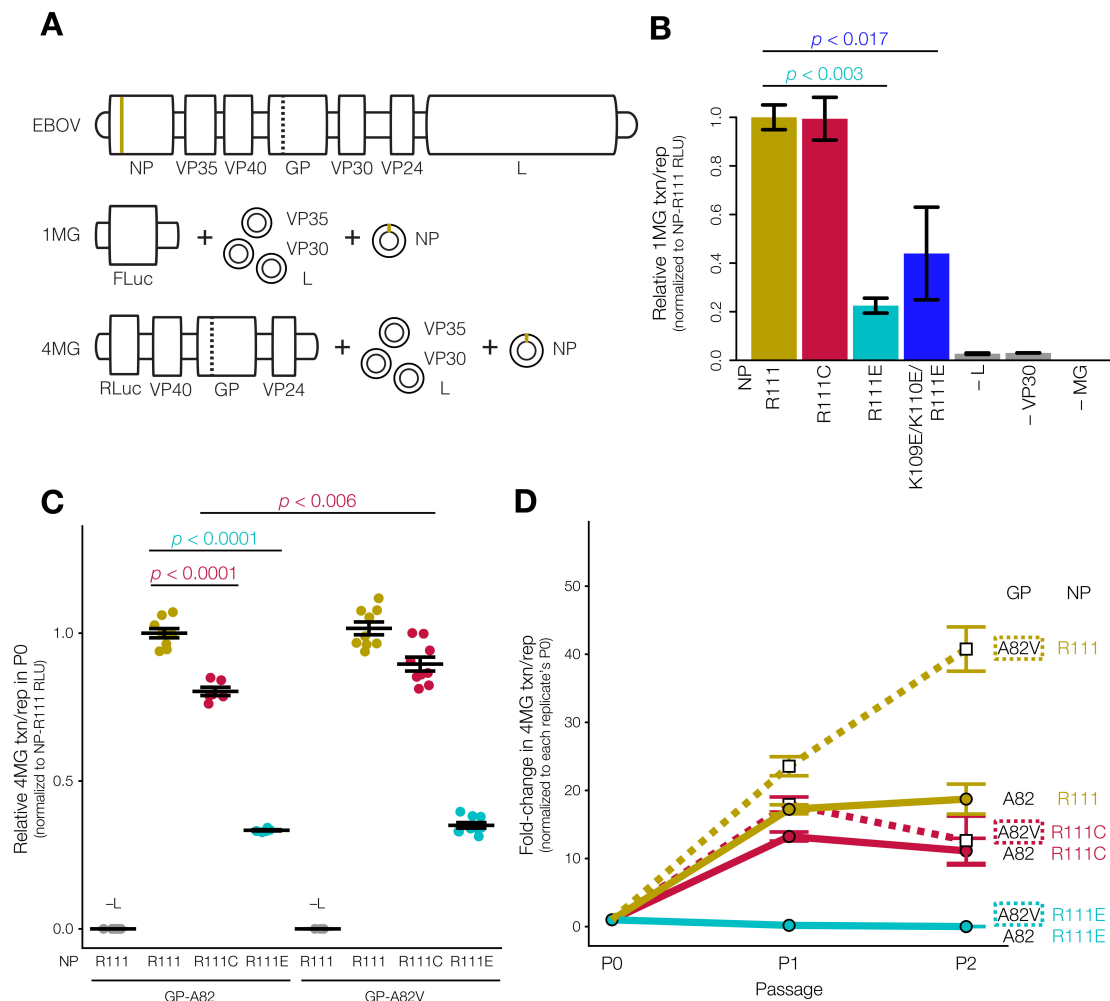 A
EBOV
NP VP35 VP40 GP VP30 VP24 L
1MG
FLuc
+
VP35
VP30
L
+
NP
4MG
RLuc VP40 GP VP24
+
VP35
VP30
L
+
NP
B
p < 0.017
p < 0.003
Relative 1MG txn/rep
(normalized to NP-R111 RLU)
1.0
0.8
0.6
0.4
0.2
0.0
NP
R111
R111C
R111E
K109E/K110E/
R111E
– L
– VP30
– MG
C
p < 0.006
p < 0.0001
p < 0.0001
Relative 4MG txn/rep in P0
(normalizd to NP-R111 RLU)
1.0
0.5
0.0
–L
–L
NP R111 R111 R111C R111E R111 R111 R111C R111E
GP-A82 GP-A82V
D
Fold-change in 4MG txn/rep
(normalized to each replicate's P0)
50
40
30
20
10
0
GP NP
A82V R111
A82 R111
A82V R111C
A82 R111C
A82V R111E
A82 R111E
P0 P1 P2
Passage